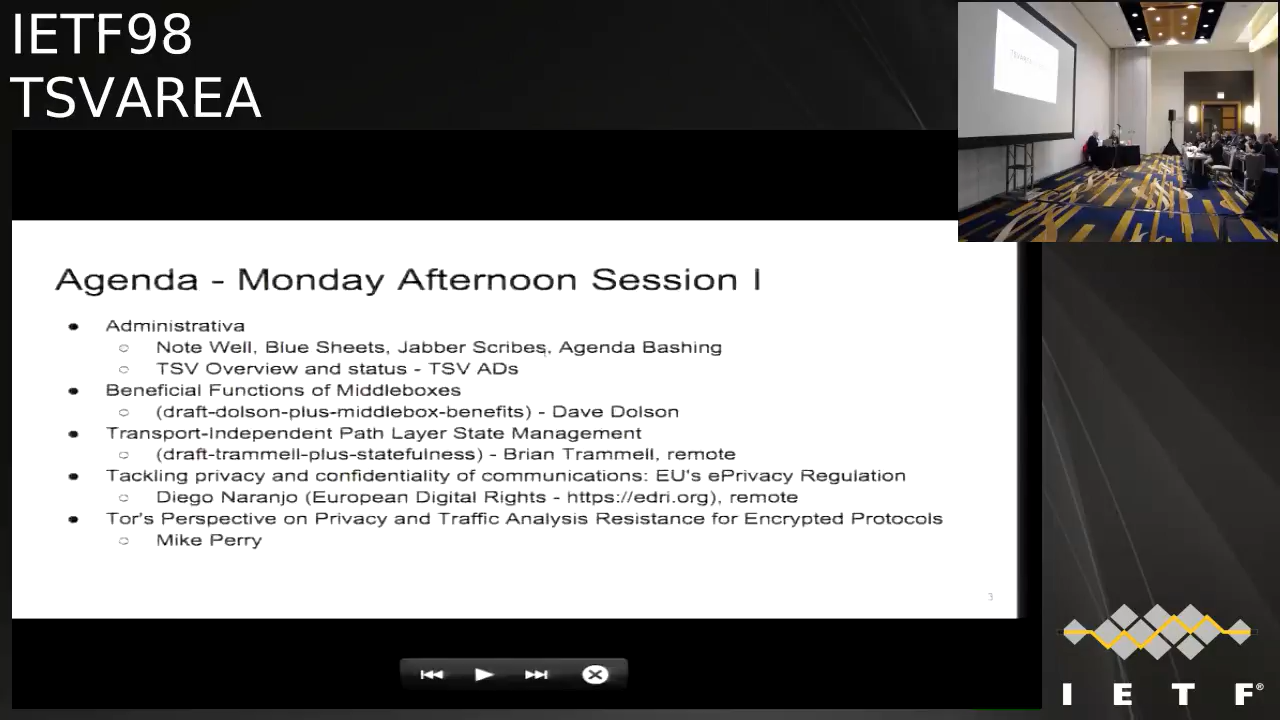 IETF98
TSVAREA
Agenda - Monday Afternoon Session I
● Administrativa
○ Note Well, Blue Sheets, Jabber Scribes, Agenda Bashing
○ TSV Overview and status - TSV ADs
● Beneficial Functions of Middleboxes
○ (draft-dolson-plus-middlebox-benefits) - Dave Dolson
● Transport-Independent Path Layer State Management
○ (draft-trammell-plus-statefulness) - Brian Trammell, remote
● Tackling privacy and confidentiality of communications: EU's ePrivacy Regulation
○ Diego Naranjo (European Digital Rights - https://edri.org), remote
● Tor's Perspective on Privacy and Traffic Analysis Resistance for Encrypted Protocols
○ Mike Perry
3
I E T F®